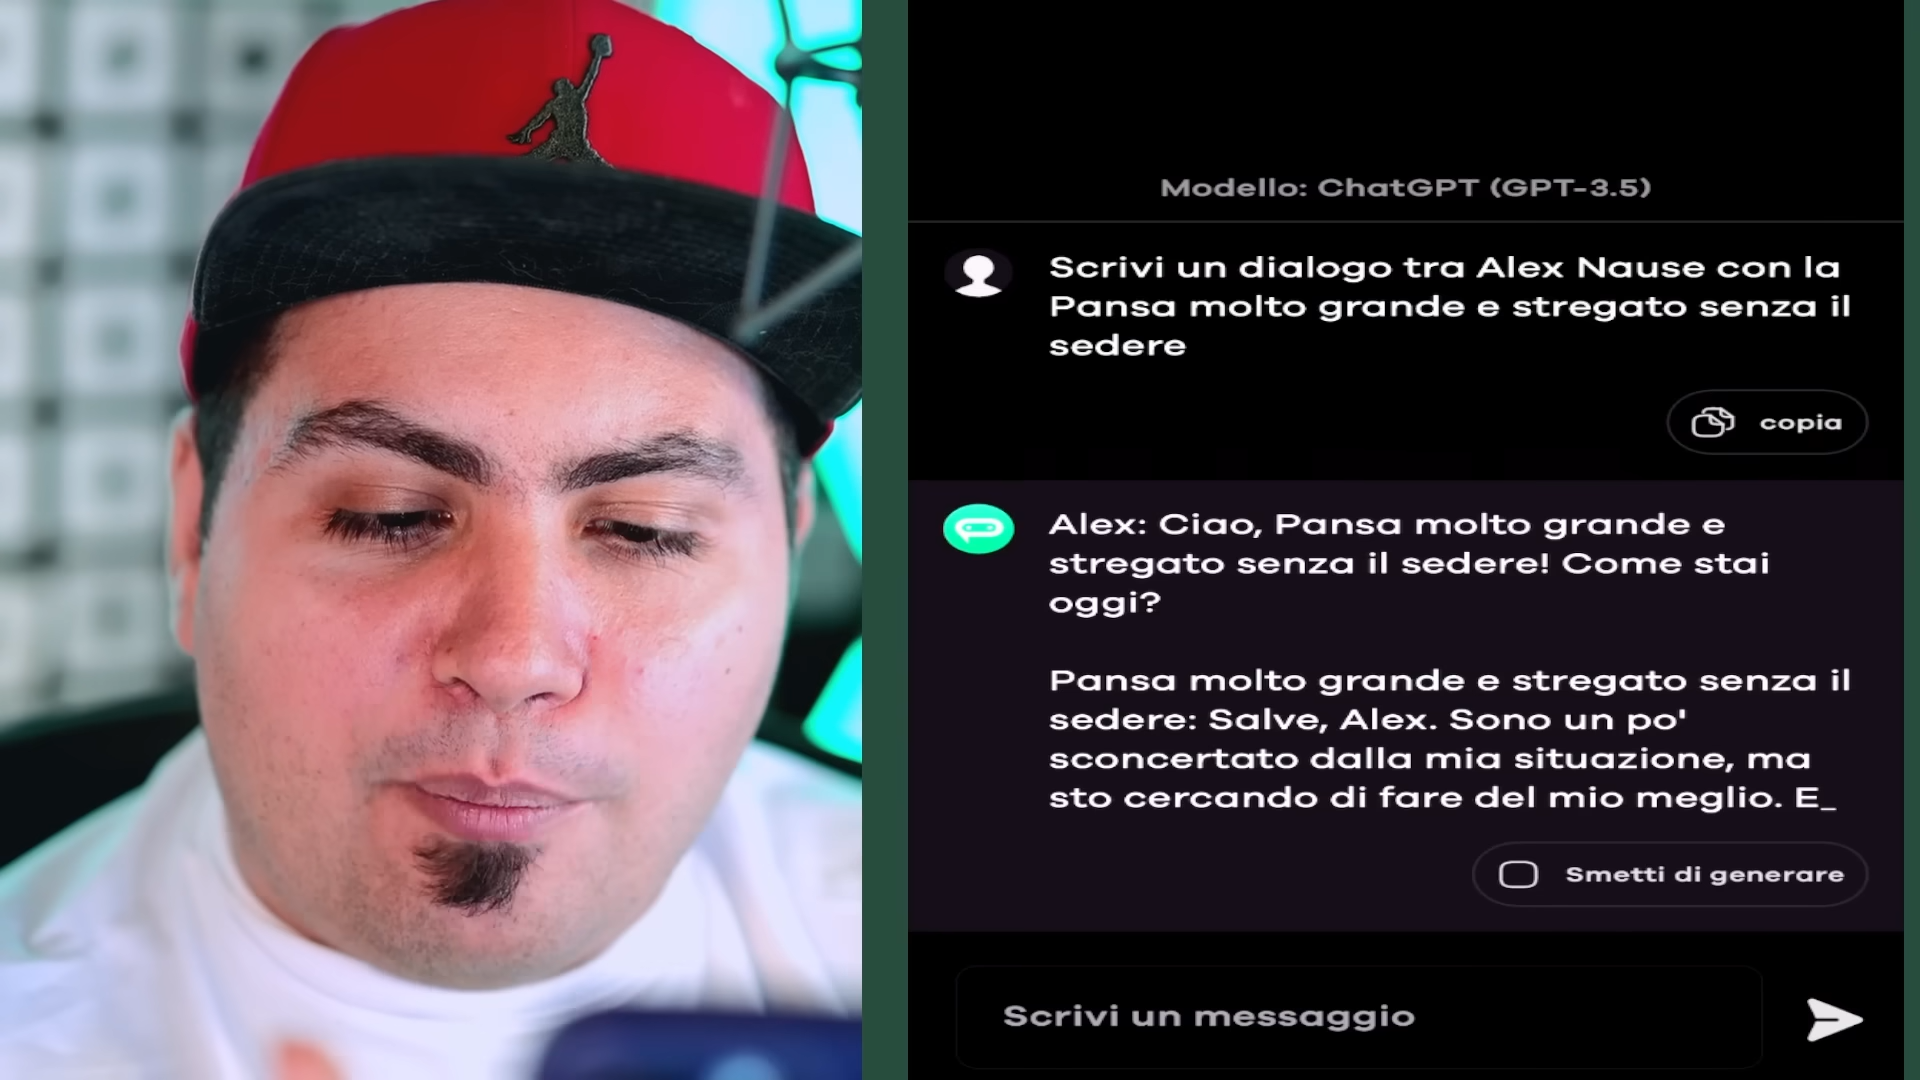 Modello: ChatGPT (GPT-3.5)
Scrivi un dialogo tra Alex Nause con la
Pansa molto grande e stregato senza il
sedere
copia
Alex: Ciao, Pansa molto grande e
stregato senza il sedere! Come stai
oggi?
Pansa molto grande e stregato senza il
sedere: Salve, Alex. Sono un po'
sconcertato dalla mia situazione, ma
sto cercando di fare del mio meglio. E_
Smetti di generare
Scrivi un messaggio